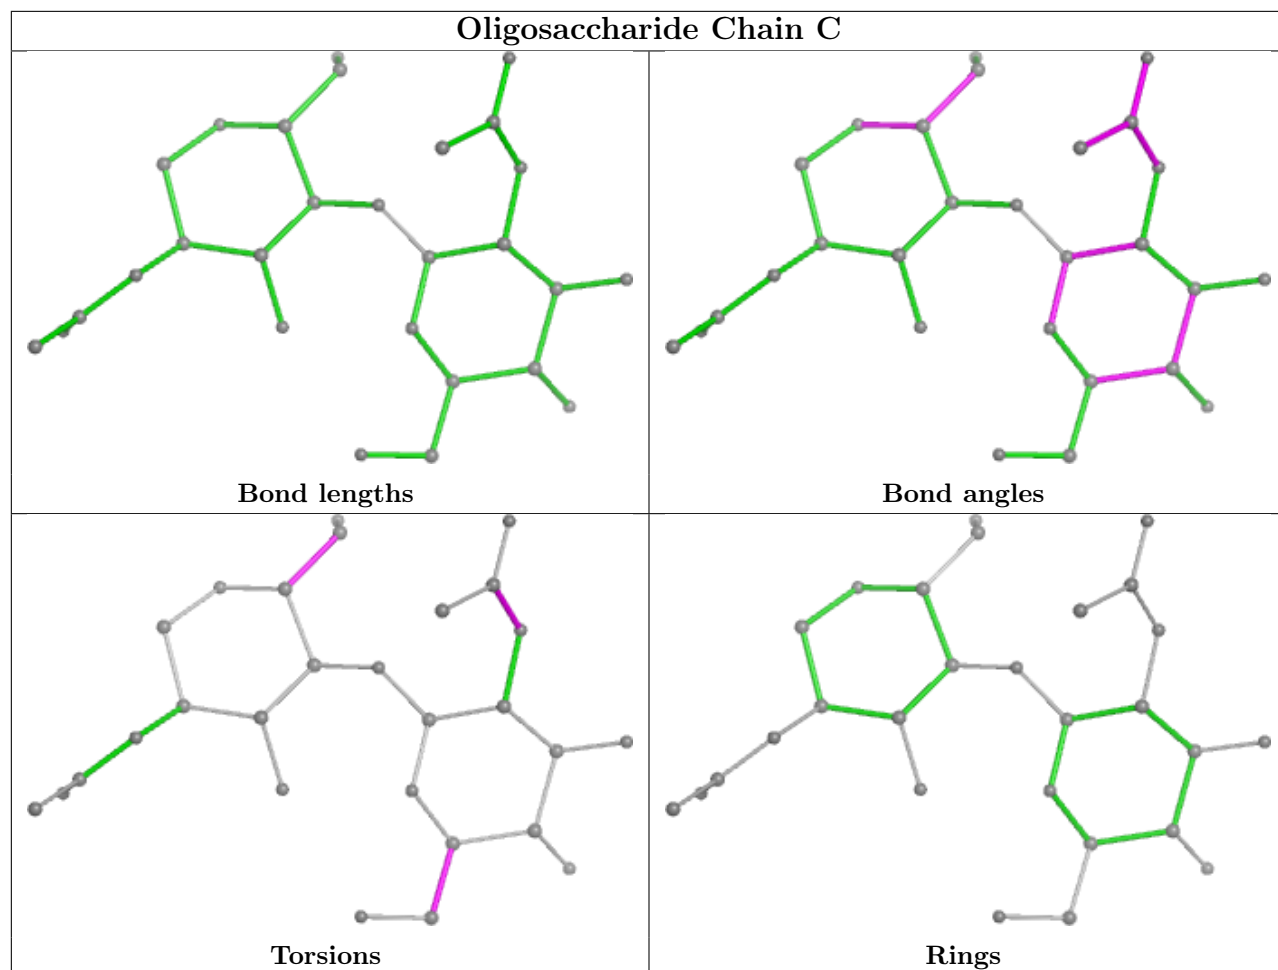 Oligosaccharide Chain C
Bond lengths
Bond angles
Torsions
Rings